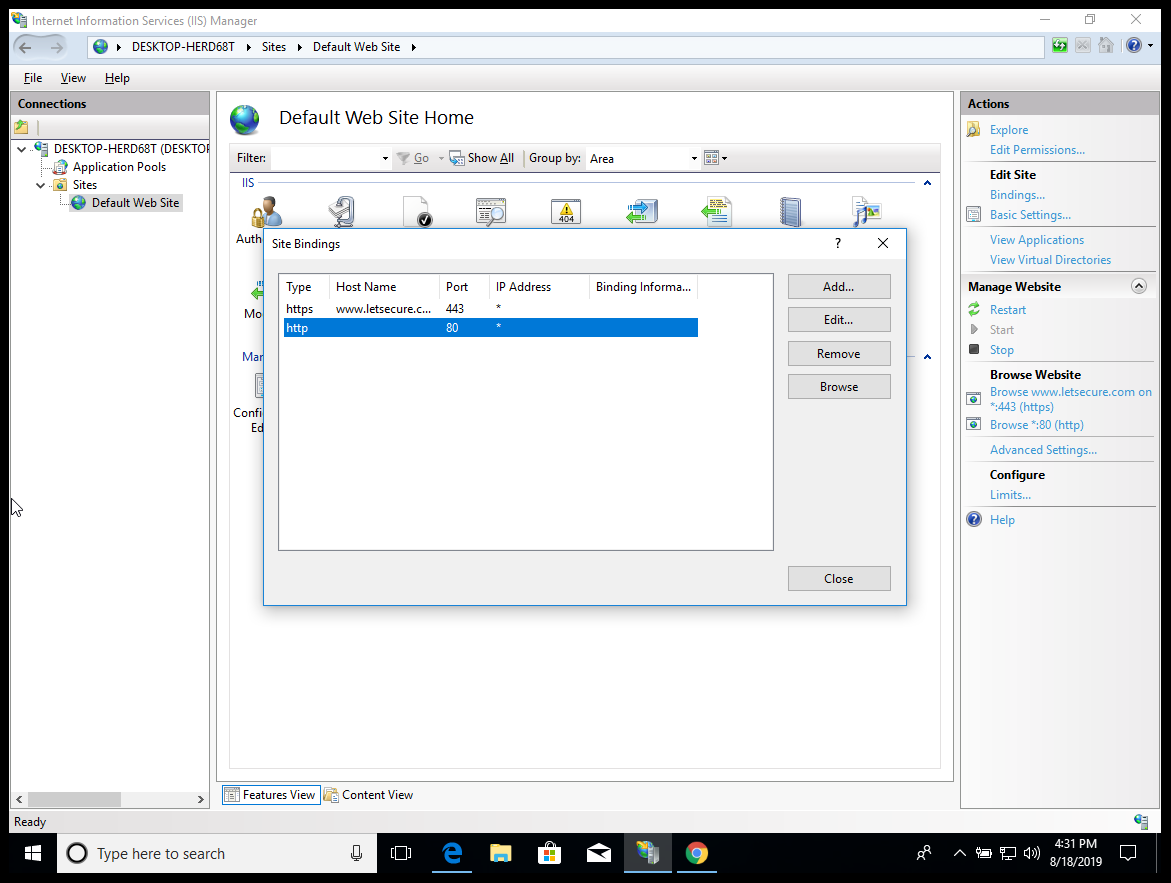 Internet Information Services (IIS) Manager
DESKTOP-HERD68T
Sites
Default Web Site
File View Help
Connections
DESKTOP-HERD68T (DESKTOP
Application Pools
Sites
Default Web Site
Default Web Site Home
Filter: Go Show All Group by: Area
IIS
404
Auth
Mo
Mar
Confi
Ed
Site Bindings
?
Type Host Name Port IP Address Binding Informa...
https www.letsecure.c... 443 *
http 80 *
Add...
Edit...
Remove
Browse
Close
Features View Content View
Actions
Explore
Edit Permissions...
Edit Site
Bindings...
Basic Settings...
View Applications
View Virtual Directories
Manage Website
Restart
Start
Stop
Browse Website
Browse www.letsecure.com on
*:443 (https)
Browse *:80 (http)
Advanced Settings...
Configure
Limits...
Help
Ready
Type here to search
4:31 PM
8/18/2019